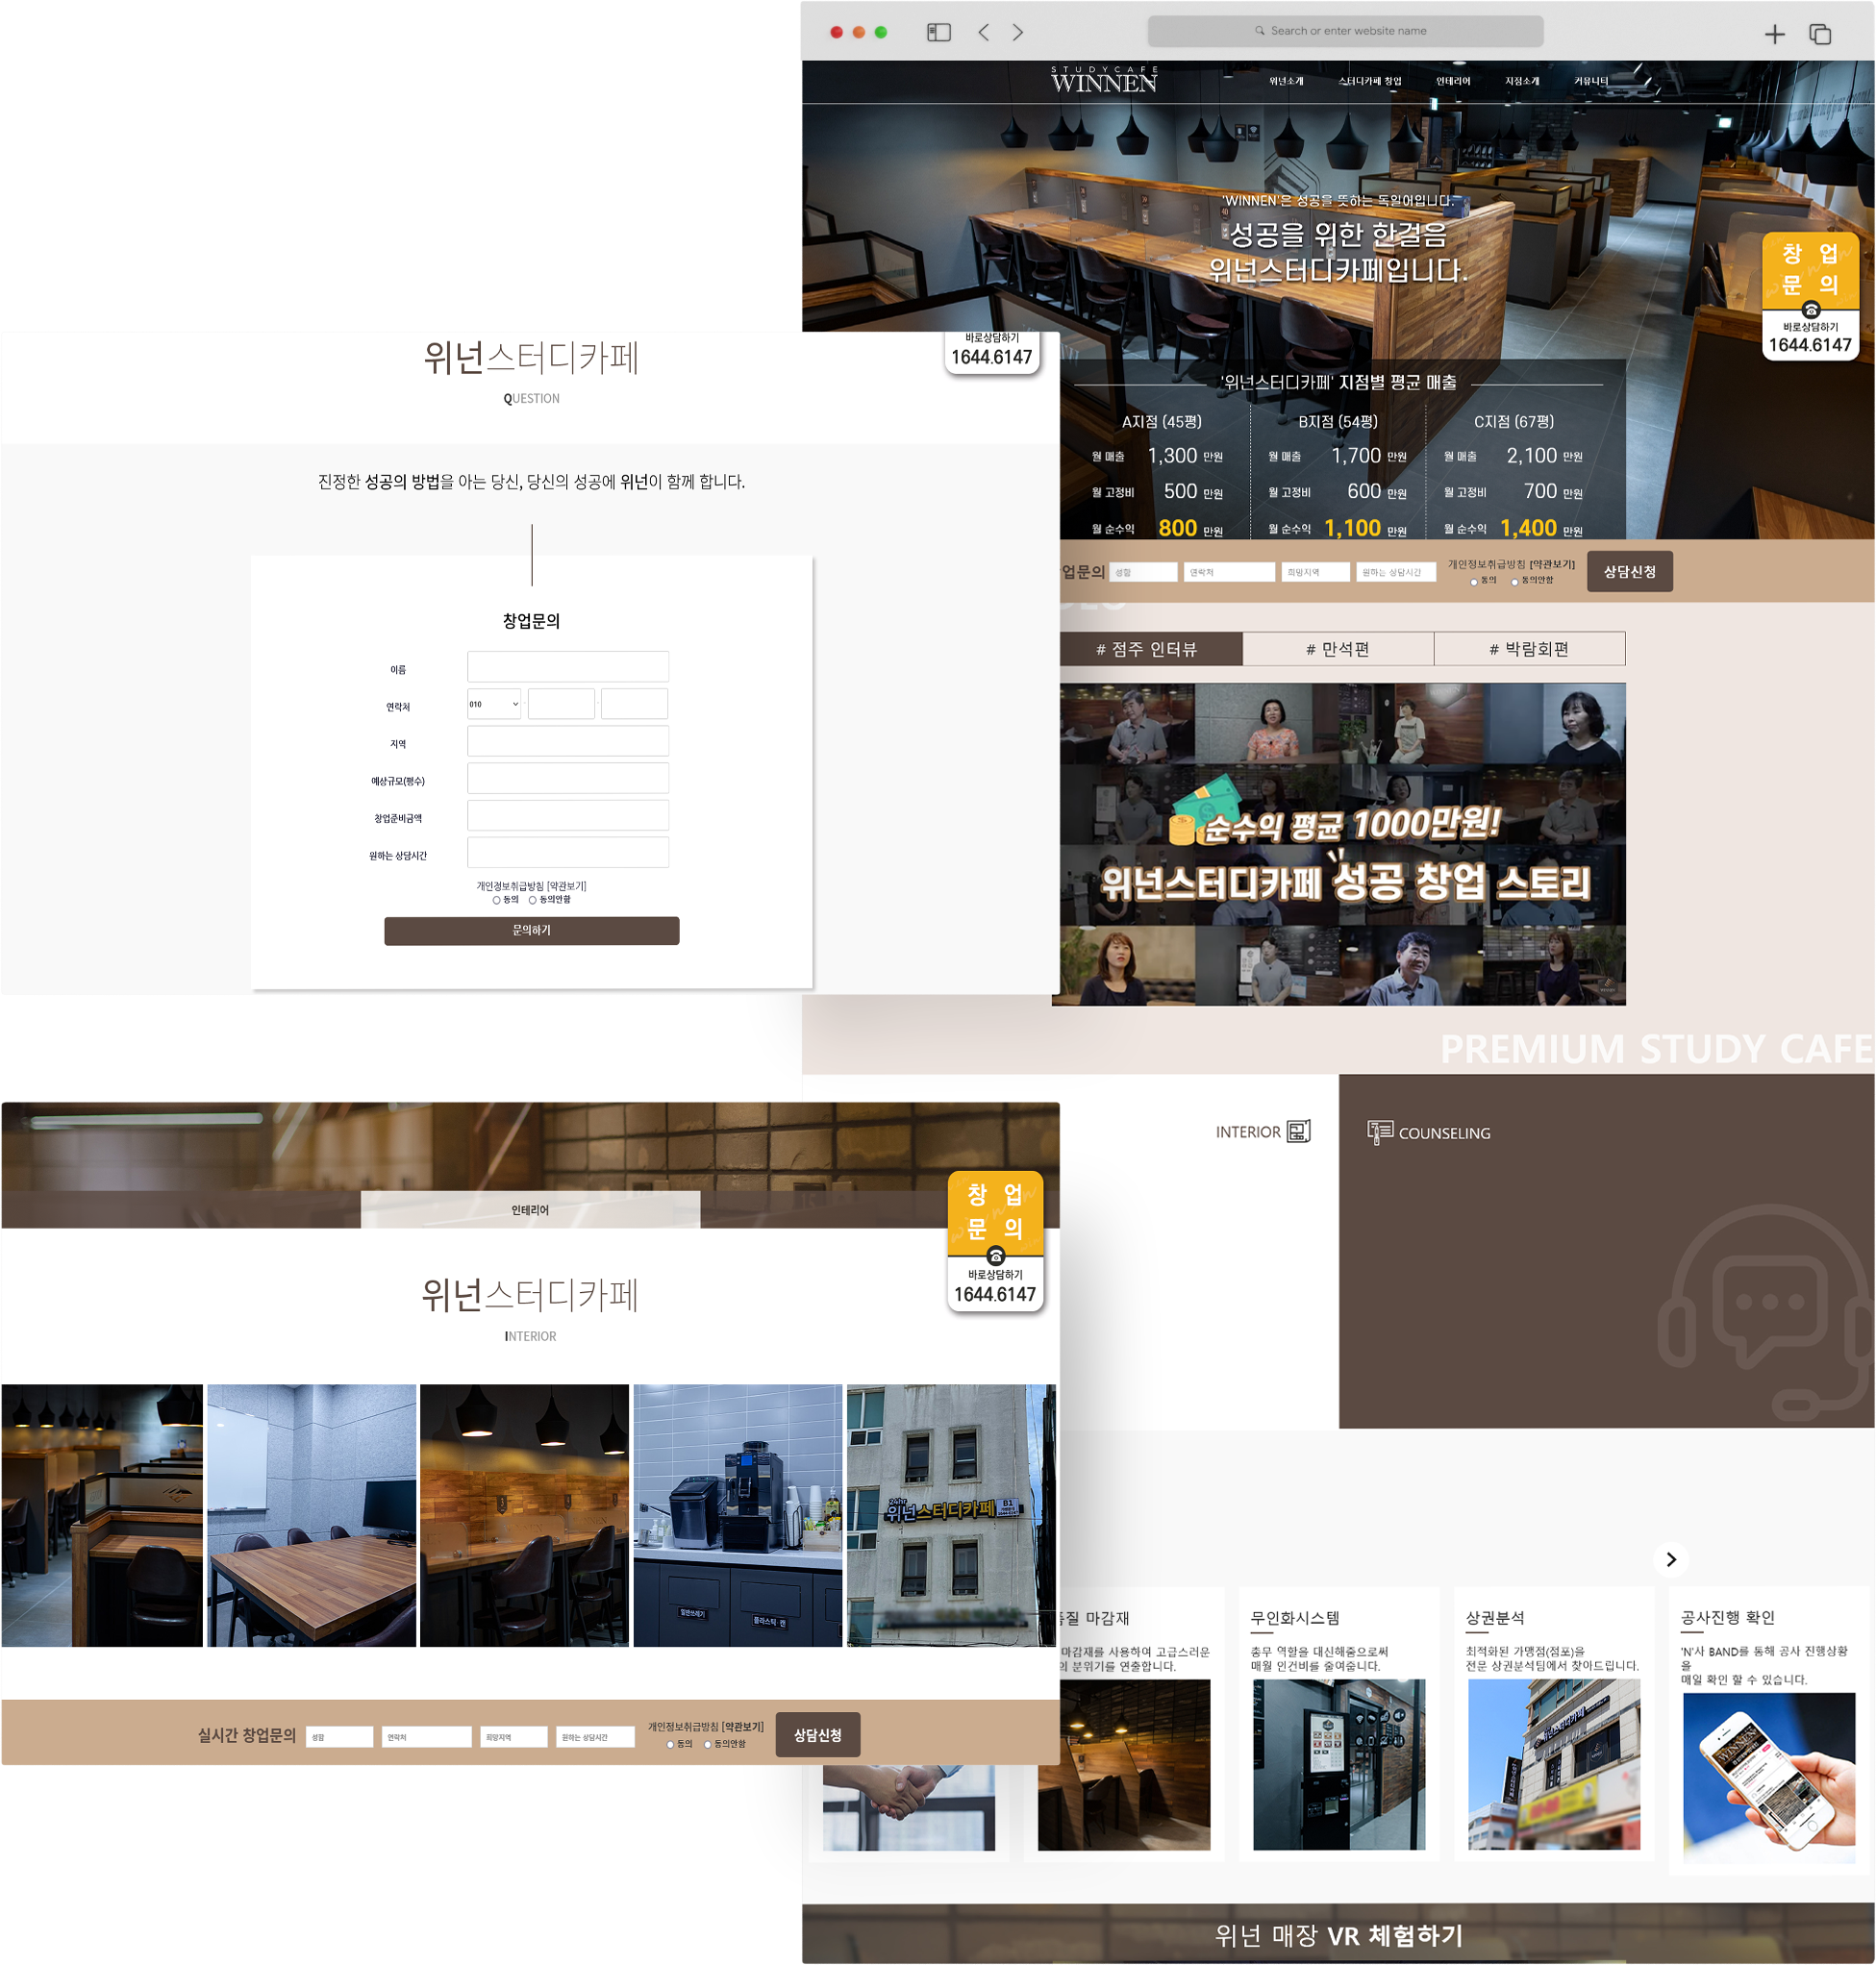 Search or enter website name
STUDYCAFE
WINNEN
위넌소개
스터디카페 창업
인테리어
지점소개
커뮤니티
'WINNEN'은 성공을 뜻하는 독일어입니다.
성공을 위한 한걸음
위넌스터디카페입니다.
창 업
문 의
바로상담하기
1644.6147
'위넌스터디카페' 지점별 평균 매출
A지점 (45평)
월 매출 1,300 만원
월 고정비 500 만원
월 순수익 800 만원
B지점 (54평)
월 매출 1,700 만원
월 고정비 600 만원
월 순수익 1,100 만원
C지점 (67평)
월 매출 2,100 만원
월 고정비 700 만원
월 순수익 1,400 만원
업문의
성함
연락처
희망지역
원하는 상담시간
개인정보취급방침 [약관보기]
동의
동의안함
상담신청
# 점주 인터뷰
# 만석편
# 박람회편
순수익 평균 1000만원!
위넌스터디카페 성공 창업 스토리
PREMIUM STUDY CAFE
INTERIOR
COUNSELING
질 마감재
마감재를 사용하여 고급스러운
의 분위기를 연출합니다.
무인화시스템
총무 역할을 대신해줌으로써
매월 인건비를 줄여줍니다.
상권분석
최적화된 가맹점(점포)을
전문 상권분석팀에서 찾아드립니다.
공사진행 확인
'N'사 BAND를 통해 공사 진행상황
을
매일 확인 할 수 있습니다.
위넌스터디카페
WINNEN
위넌 매장 VR 체험하기
위넌스터디카페
QUESTION
바로상담하기
1644.6147
진정한 성공의 방법을 아는 당신, 당신의 성공에 위넌이 함께 합니다.
창업문의
이름
연락처
010
지역
예상규모(평수)
창업준비금액
원하는 상담시간
개인정보취급방침 [약관보기]
동의
동의안함
문의하기
인테리어
창 업
문 의
바로상담하기
1644.6147
위넌스터디카페
INTERIOR
일반쓰레기
플라스틱·캔
24hr
위넌스터디카페
B1
실시간 창업문의
성함
연락처
희망지역
원하는 상담시간
개인정보취급방침 [약관보기]
동의
동의안함
상담신청